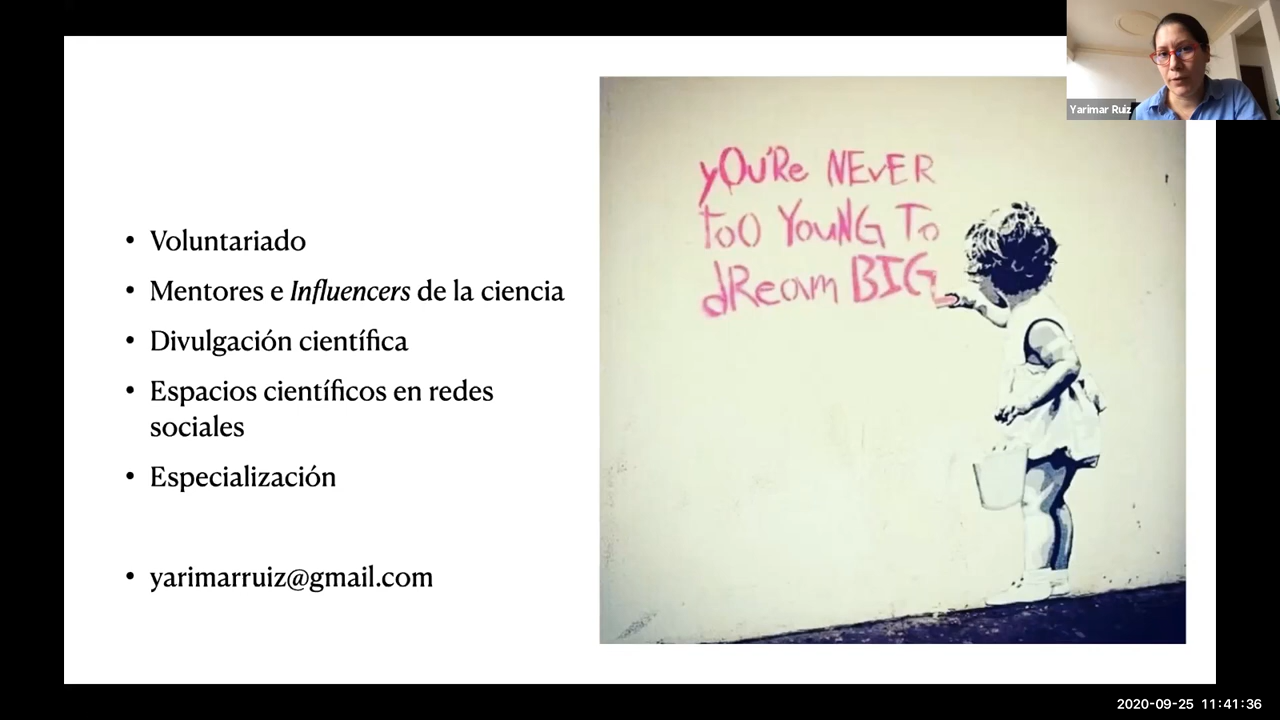 Voluntariado
Mentores e Influencers de la ciencia
Divulgación científica
Espacios científicos en redes
sociales
Especialización
yarimarruiz@gmail.com
yOU'Re NEvER
ToO YouNG To
dReam BIG
Yarimar Ruiz
2020-09-25 11:41:36